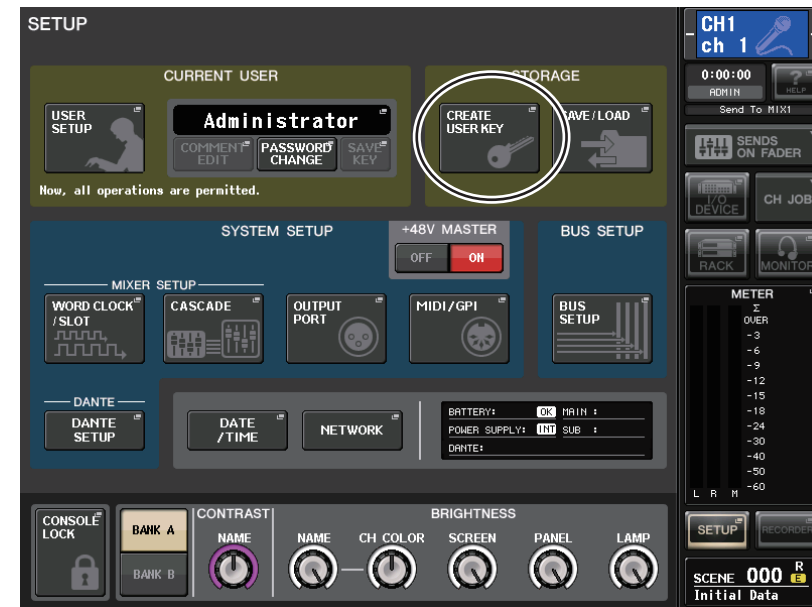 SETUP
CURRENT USER
USER SETUP
Administrator
COMMENT EDIT
PASSWORD CHANGE
SAVE KEY
Now, all operations are permitted.
STORAGE
CREATE USER KEY
SAVE/LOAD
SYSTEM SETUP
+48V MASTER
OFF
ON
BUS SETUP
MIXER SETUP
WORD CLOCK /SLOT
CASCADE
OUTPUT PORT
MIDI/GPI
BUS SETUP
DANTE
DANTE SETUP
DATE /TIME
NETWORK
BATTERY: OK MAIN :
POWER SUPPLY: INT SUB :
DANTE:
CONSOLE LOCK
BANK A
BANK B
CONTRAST
NAME
BRIGHTNESS
NAME
CH COLOR
SCREEN
PANEL
LAMP
CH1
ch 1
0:00:00
ADMIN
?
HELP
Send To MIX1
SENDS ON FADER
I/O DEVICE
CH JOB
RACK
MONITOR
METER
Σ
OVER
-3
-6
-9
-12
-15
-18
-24
-30
-40
-50
-60
L R M
SETUP
RECORDER
SCENE 000 R E
Initial Data